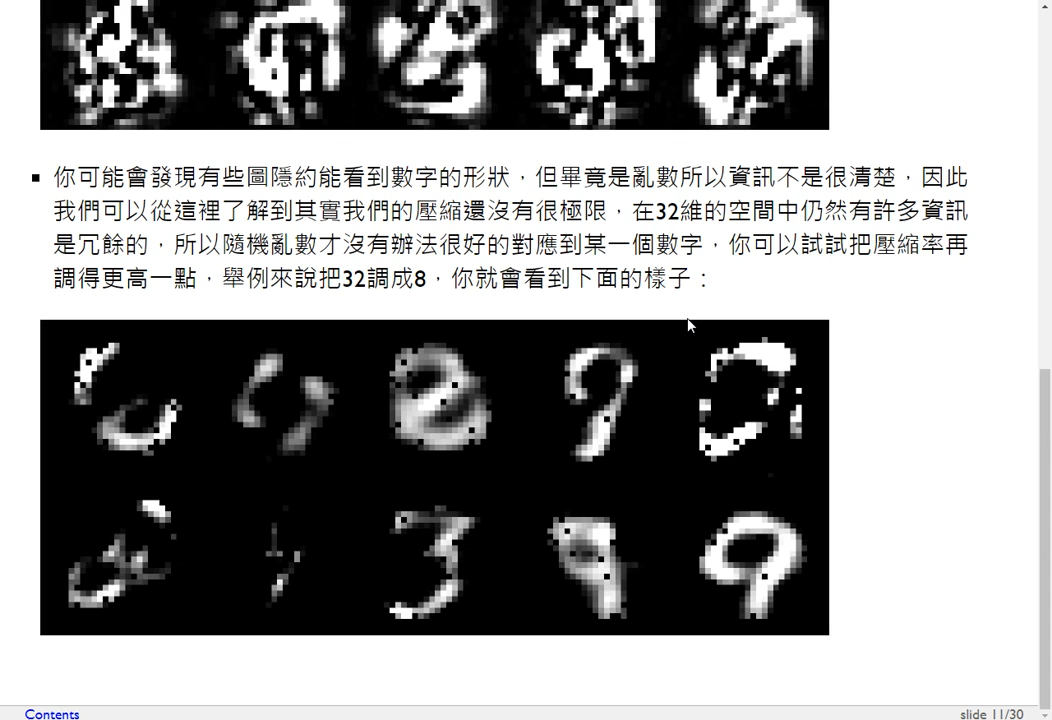 你可能會發現有些圖隱約能看到數字的形狀，但畢竟是亂數所以資訊不是很清楚，因此
我們可以從這裡了解到其實我們的壓縮還沒有很極限，在32維的空間中仍然有許多資訊
是冗餘的，所以隨機亂數才沒有辦法很好的對應到某一個數字，你可以試試把壓縮率再
調得更高一點，舉例來說把32調成8，你就會看到下面的樣子：
Contents
slide 11/30